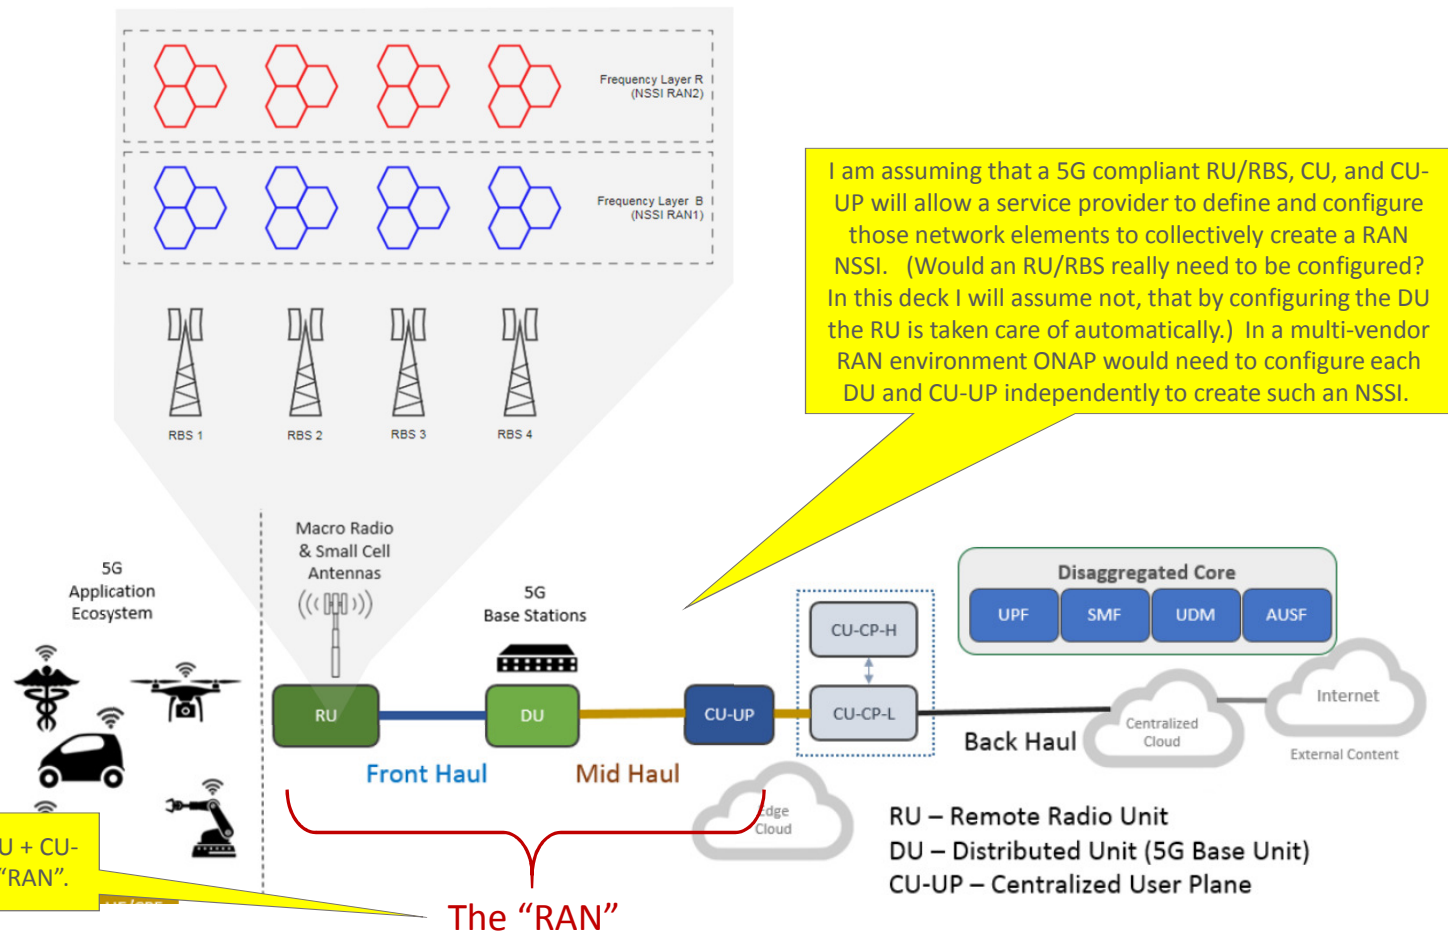 Frequency Layer R
(NSSI RAN2)
Frequency Layer B
(NSSI RAN1)
RBS 1
RBS 2
RBS 3
RBS 4
I am assuming that a 5G compliant RU/RBS, CU, and CU-
UP will allow a service provider to define and configure
those network elements to collectively create a RAN
NSSI. (Would an RU/RBS really need to be configured?
In this deck I will assume not, that by configuring the DU
the RU is taken care of automatically.) In a multi-vendor
RAN environment ONAP would need to configure each
DU and CU-UP independently to create such an NSSI.
5G
Application
Ecosystem
Macro Radio
& Small Cell
Antennas
5G
Base Stations
Disaggregated Core
UPF
SMF
UDM
AUSF
CU-CP-H
RU
DU
CU-UP
CU-CP-L
Front Haul
Mid Haul
Back Haul
Centralized
Cloud
Internet
External Content
Edge
Cloud
RU – Remote Radio Unit
DU – Distributed Unit (5G Base Unit)
CU-UP – Centralized User Plane
U + CU-
"RAN".
The “RAN”